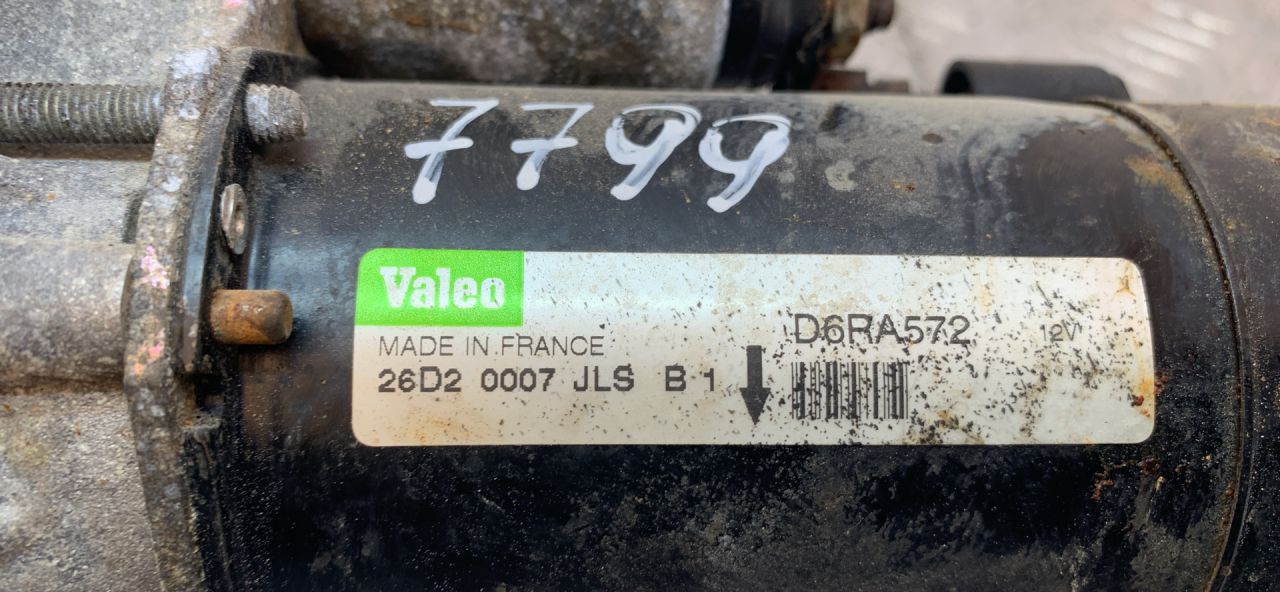 7799
Valeo
MADE IN FRANCE
26D2 0007 JLS B 1
D6RA572 12V